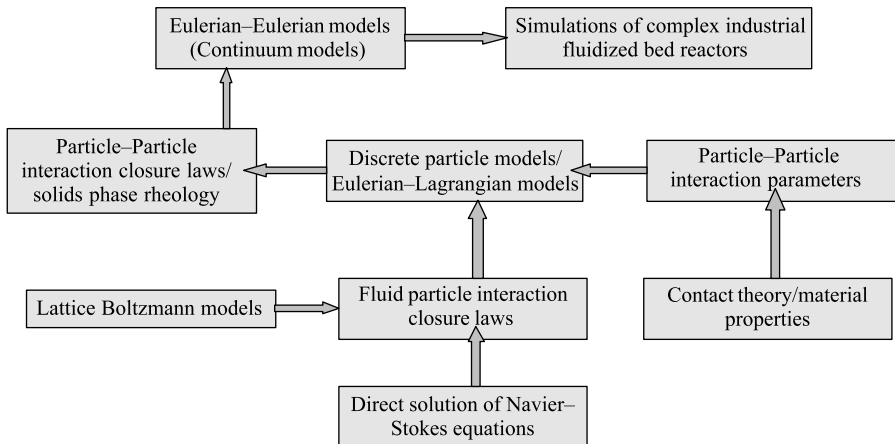 Eulerian–Eulerian models
(Continuum models)
Simulations of complex industrial
fluidized bed reactors
Particle–Particle
interaction closure laws/
solids phase rheology
Discrete particle models/
Eulerian–Lagrangian models
Particle–Particle
interaction parameters
Lattice Boltzmann models
Fluid particle interaction
closure laws
Contact theory/material
properties
Direct solution of Navier–
Stokes equations